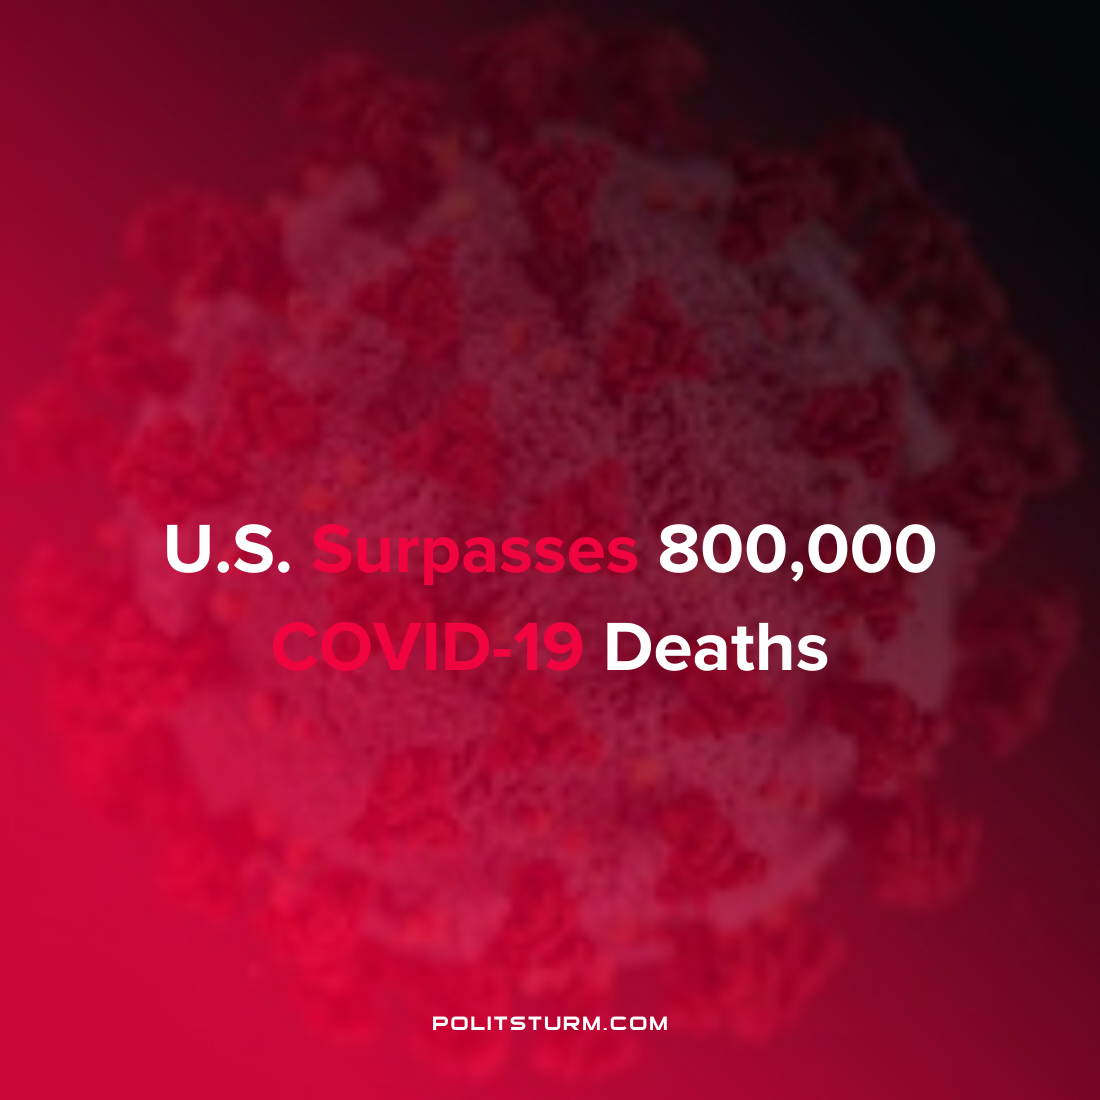 U.S. Surpasses 800,000
COVID-19 Deaths
POLITSTURM.COM